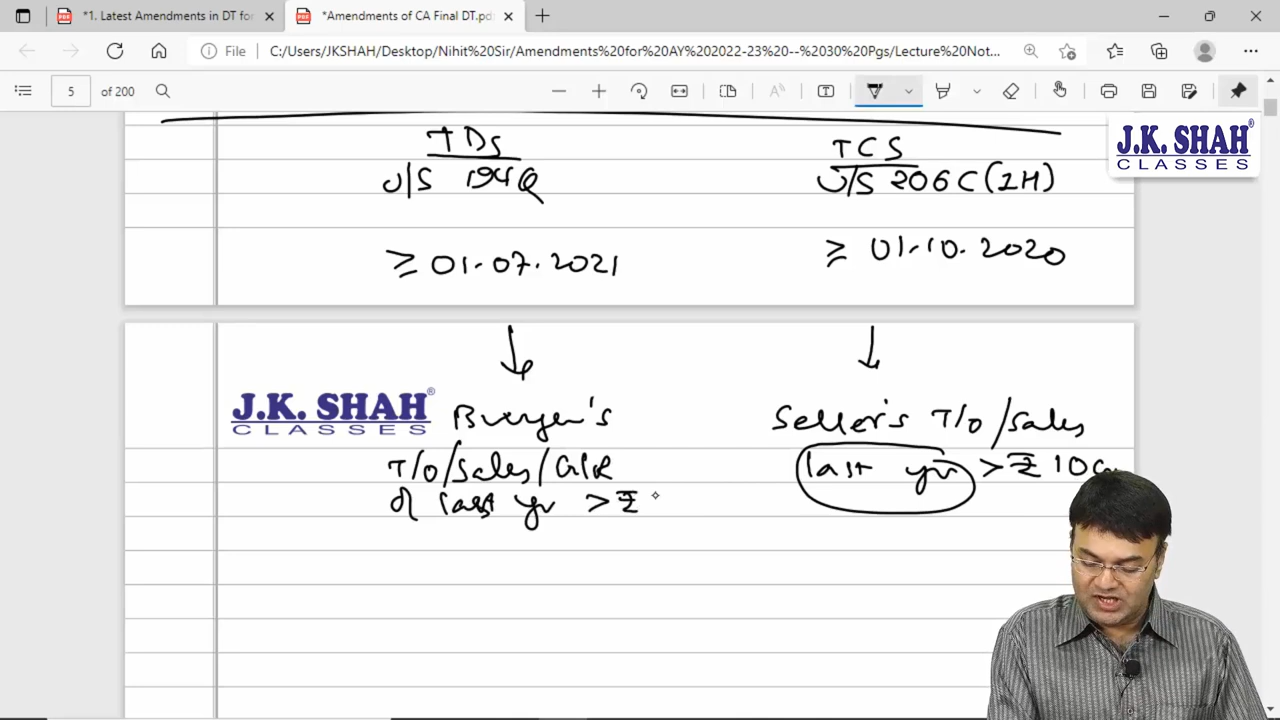 *1. Latest Amendments in DT for
*Amendments of CA Final DT.pd
File
C:/Users/JKSHAH/Desktop/Nihit%20Sir/Amendments%20for%20AY%202022-23%20--%2030%20Pgs/Lecture%20Not...
5 of 200
J.K. SHAH
CLASSES
TDS
U/S 194Q
≥ 01.07.2021
TCS
U/S 206C(1H)
≥ 01.10.2020
J.K. SHAH®
CLASSES
Buyer's
T/O/Sales/G/R
of last yr > ₹
Seller's T/O/Sales
last yr > ₹ 10